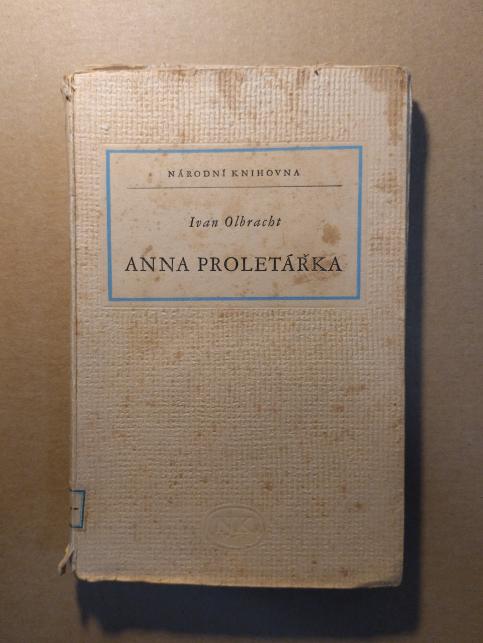 NÁRODNÍ KNIHOVNA
Ivan Olbracht
ANNA PROLETÁŘKA